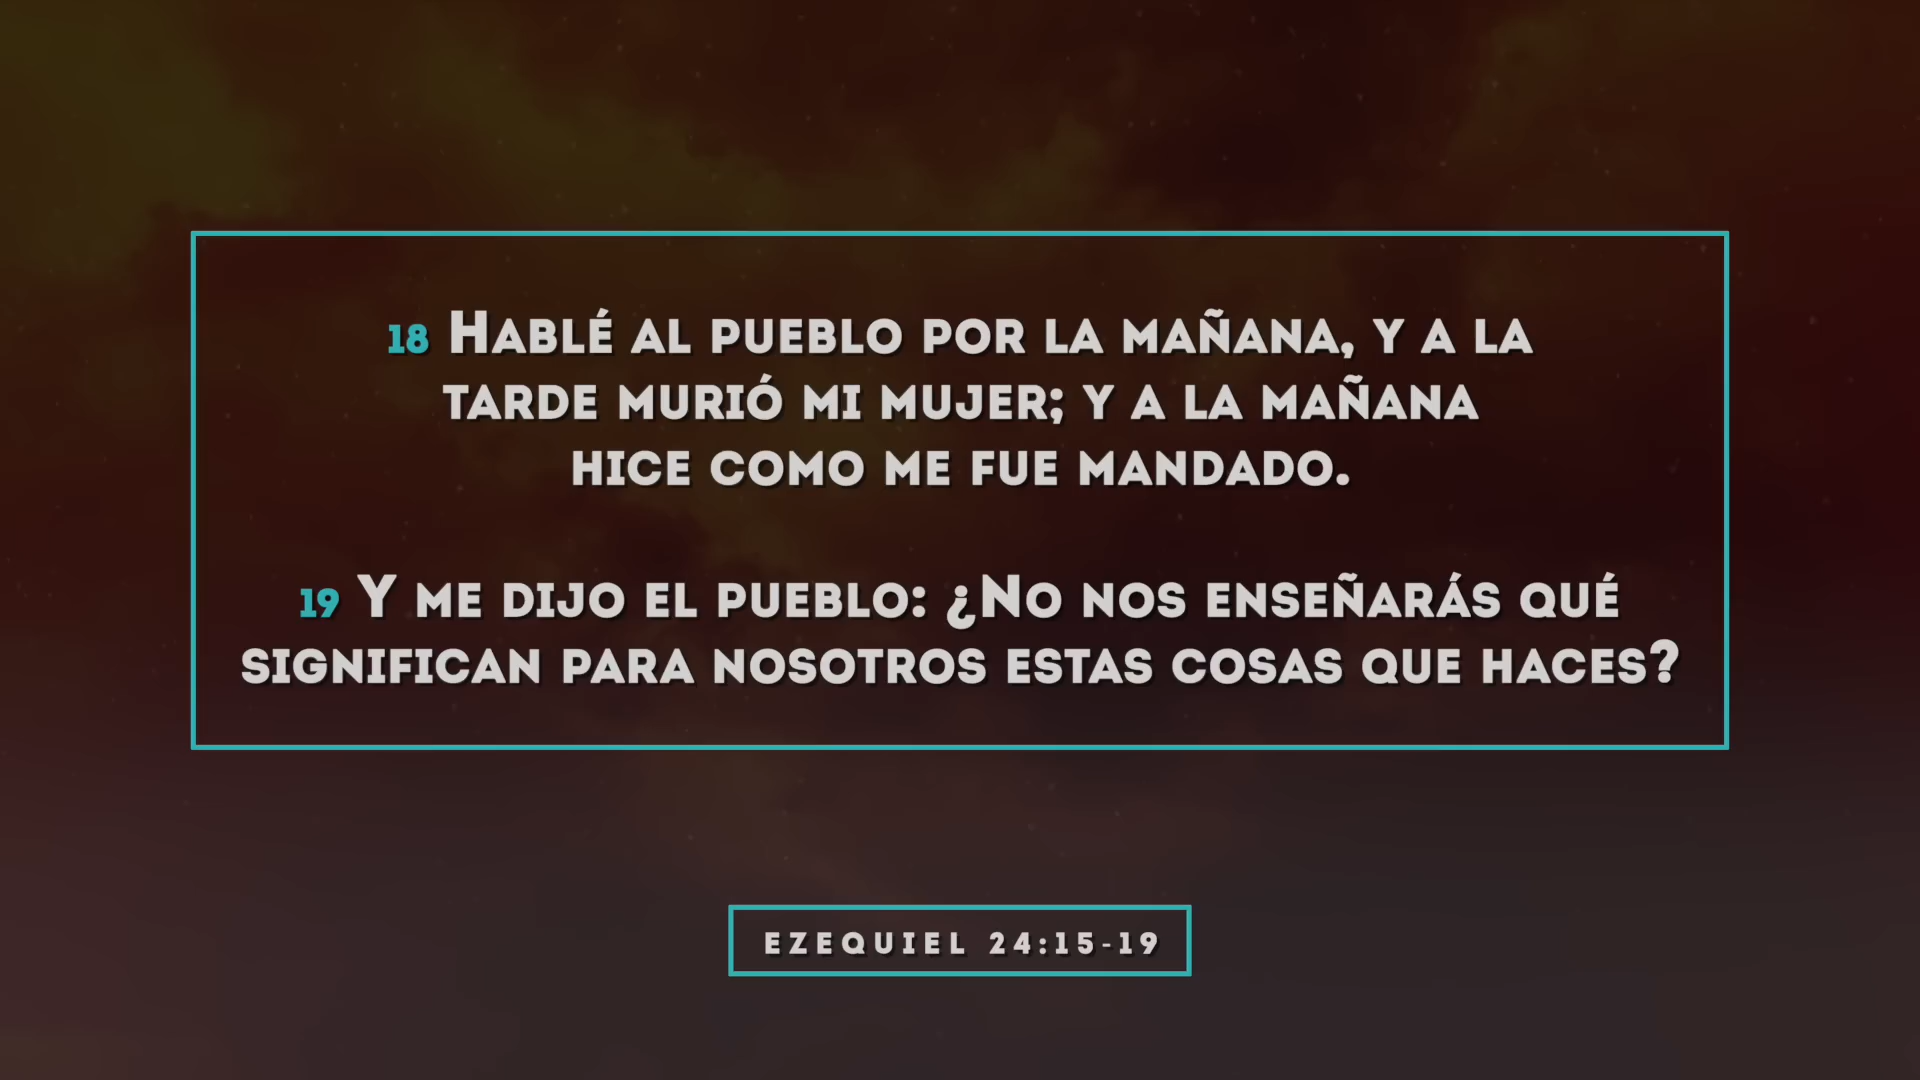 18 Hablé al pueblo por la mañana, y a la
tarde murió mi mujer; y a la mañana
hice como me fue mandado.
19 Y me dijo el pueblo: ¿No nos enseñarás qué
significan para nosotros estas cosas que haces?
EZEQUIEL 24:15-19